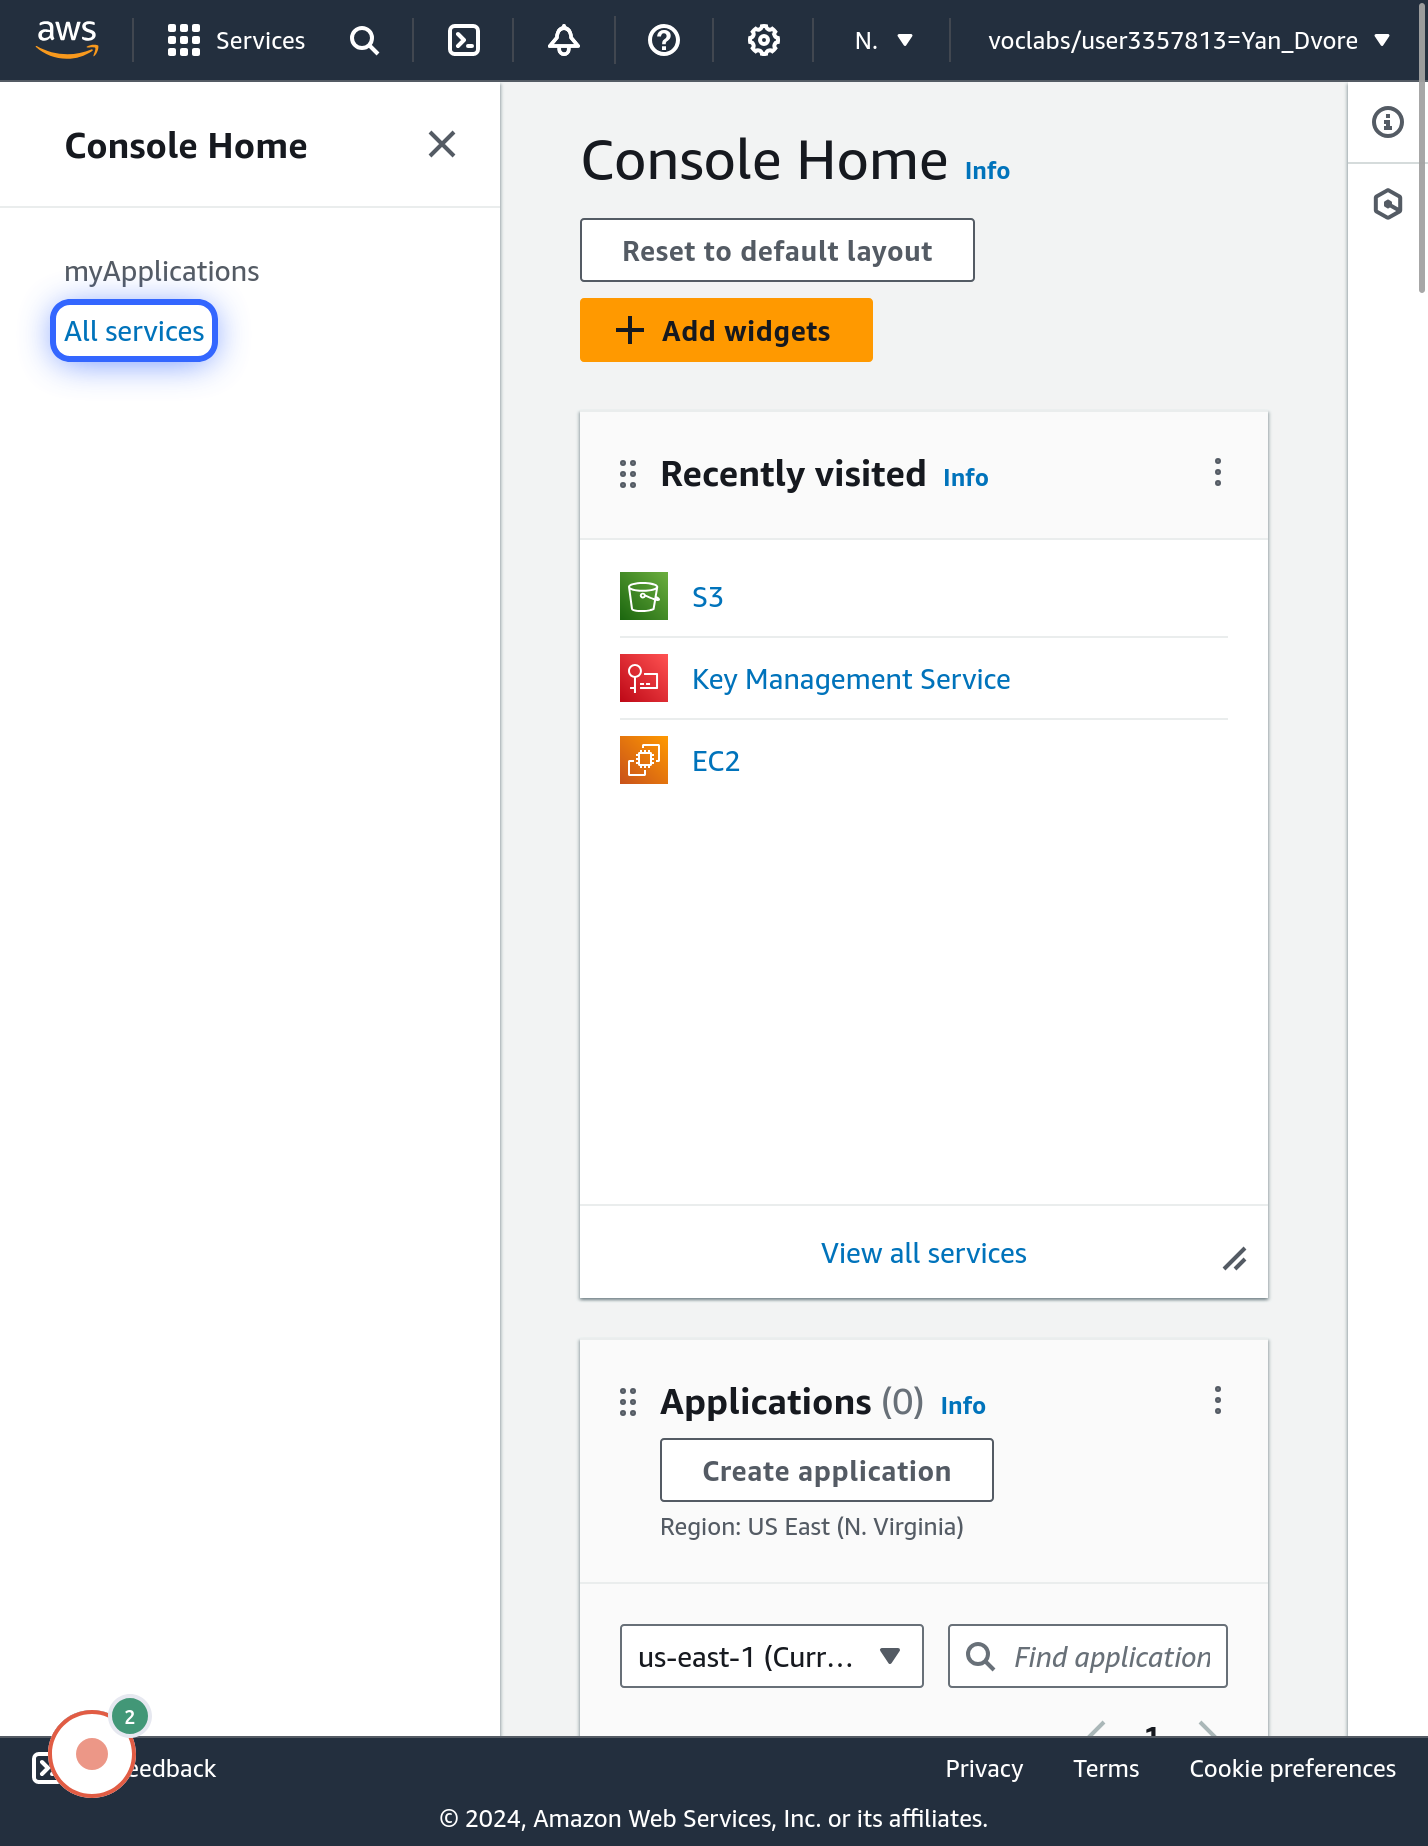 aws
Services
N.
voclabs/user3357813=Yan_Dvore
Console Home
myApplications
All services
Console Home Info
Reset to default layout
Add widgets
Recently visited Info
S3
Key Management Service
EC2
View all services
Applications (0) Info
Create application
Region: US East (N. Virginia)
us-east-1 (Curr...
Find application
1
2
eedback
Privacy
Terms
Cookie preferences
© 2024, Amazon Web Services, Inc. or its affiliates.